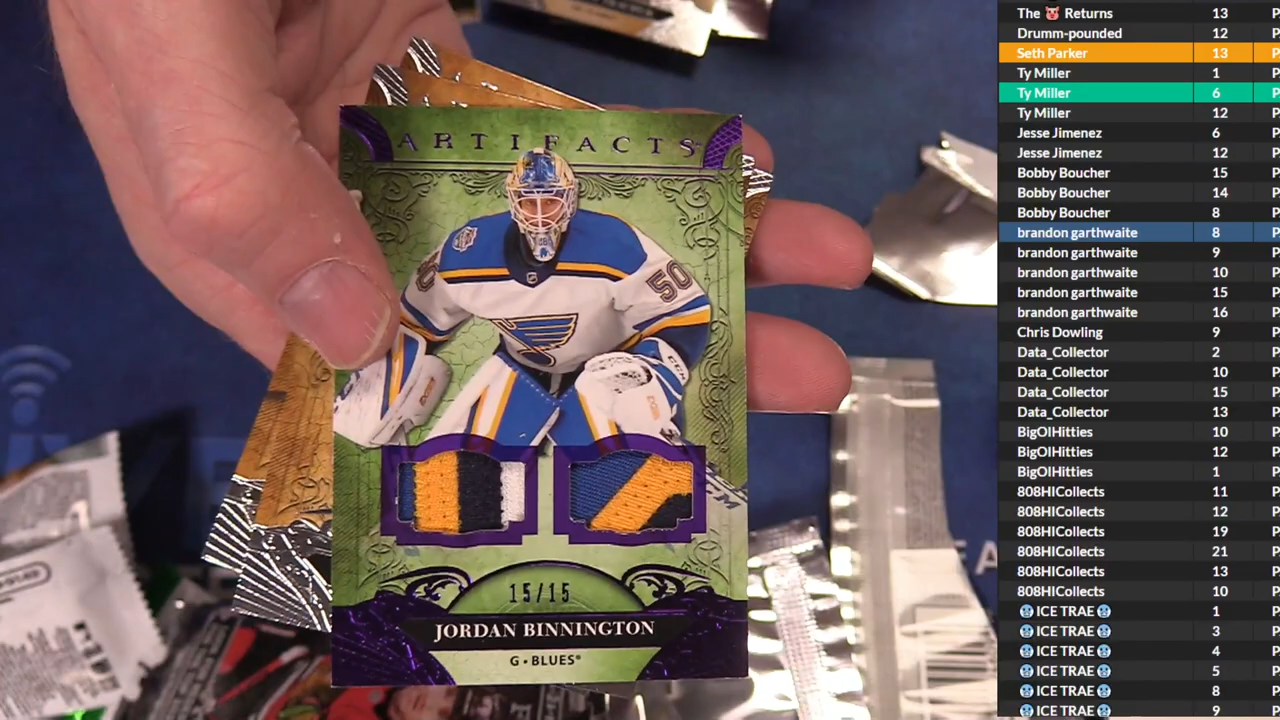 ARTIFACTS
50
15/15
JORDAN BINNINGTON
G • BLUES
The 🐷 Returns 13 P
Drumm-pounded 12 P
Seth Parker 13 P
Ty Miller 1 P
Ty Miller 6 P
Ty Miller 12 P
Jesse Jimenez 6 P
Jesse Jimenez 12 P
Bobby Boucher 15 P
Bobby Boucher 14 P
Bobby Boucher 8 P
brandon garthwaite 8 P
brandon garthwaite 9 P
brandon garthwaite 10 P
brandon garthwaite 15 P
brandon garthwaite 16 P
Chris Dowling 9 P
Data_Collector 2 P
Data_Collector 10 P
Data_Collector 15 P
Data_Collector 13 P
BigOlHitties 10 P
BigOlHitties 12 P
BigOlHitties 1 P
808HICollects 11 P
808HICollects 12 P
808HICollects 19 P
808HICollects 21 P
808HICollects 13 P
808HICollects 10 P
🥶 ICE TRAE 🥶 1 P
🥶 ICE TRAE 🥶 3 P
🥶 ICE TRAE 🥶 4 P
🥶 ICE TRAE 🥶 5 P
🥶 ICE TRAE 🥶 8 P
🥶 ICE TRAE 🥶 9 P